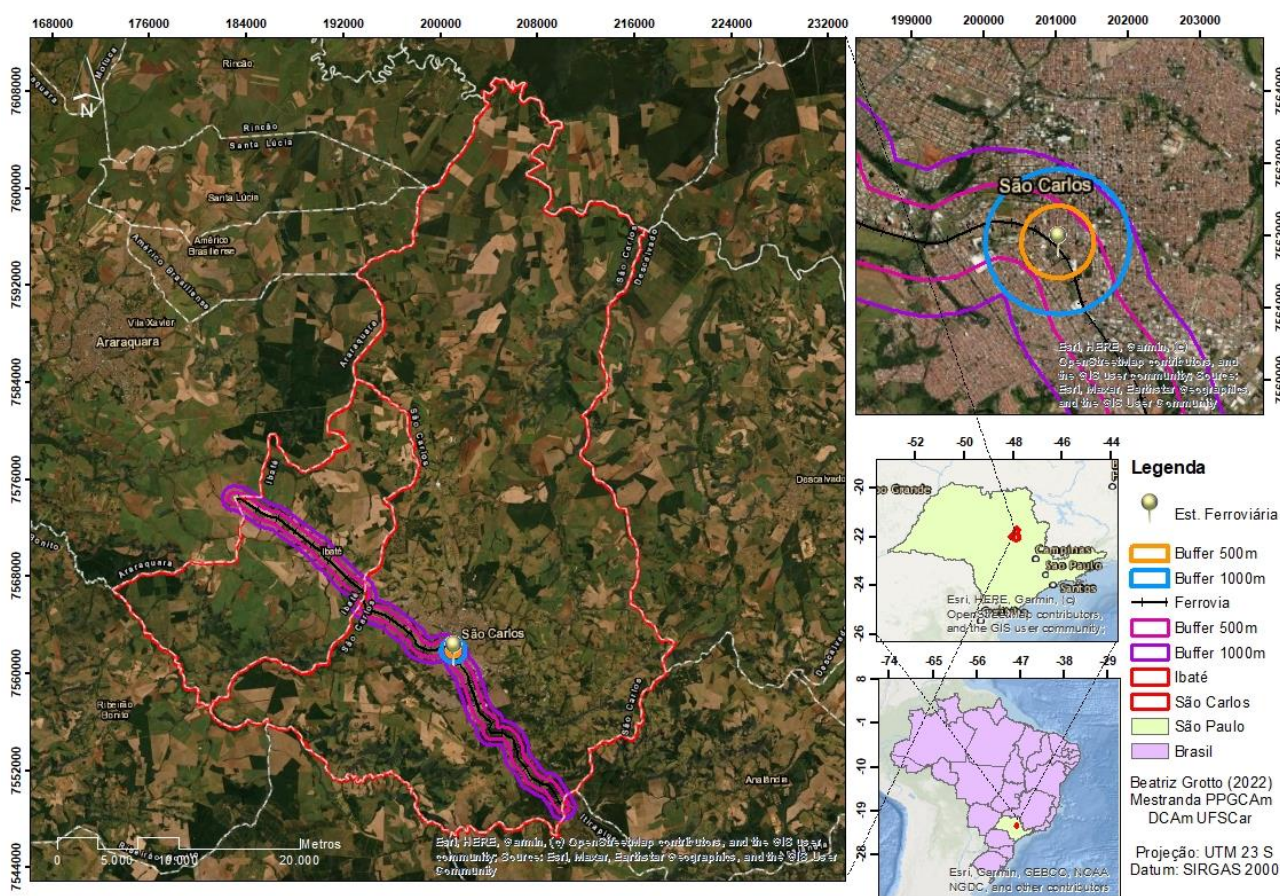 168000 176000 184000 192000 200000 208000 216000 224000 232000
7608000
7600000
7592000
7584000
7576000
7568000
7560000
7552000
7544000
N
Motuca
Rincão
Rincão
Santa Lúcia
Santa Lúcia
Américo
Brasiliense
Américo Brasiliense
Vila Xavier
Araraquara
Araraquara
São Carlos
Descalvado
São Carlos
Ibaté
Descalvado
Ibaté
Araraquara
Ibaté
São Carlos
São Carlos
São Carlos
Descalvado
Ribeirão
Bonito
Analândia
Metros
0 5.000 10.000 20.000
Esri, HERE, Garmin, (c) OpenStreetMap contributors, and the GIS user
community; Source: Esri, Maxar, Earthstar Geographics, and the GIS User
Community
199000 200000 201000 202000 203000
7564000
7562000
São Carlos
Esri, HERE, Garmin, (c)
OpenStreetMap contributors, and
the GIS user community; Source:
Esri, Maxar, Earthstar Geographics,
and the GIS User Community
-52 -50 -48 -46 -44
-20
-22
-24
-26
Campinas
Sao Paulo
Santos
Esri, HERE, Garmin, (c)
OpenStreetMap contributors,
and the GIS user community;
-74 -65 -56 -47 -38 -29
8
-1
-10
-19
-28
Esri, Garmin, GEBCO, NOAA
NGDC, and other contributors
Legenda
Est. Ferroviária
Buffer 500m
Buffer 1000m
Ferrovia
Buffer 500m
Buffer 1000m
Ibaté
São Carlos
São Paulo
Brasil
Beatriz Grotto (2022)
Mestranda PPGCAm
DCAm UFSCar
Projeção: UTM 23 S
Datum: SIRGAS 2000